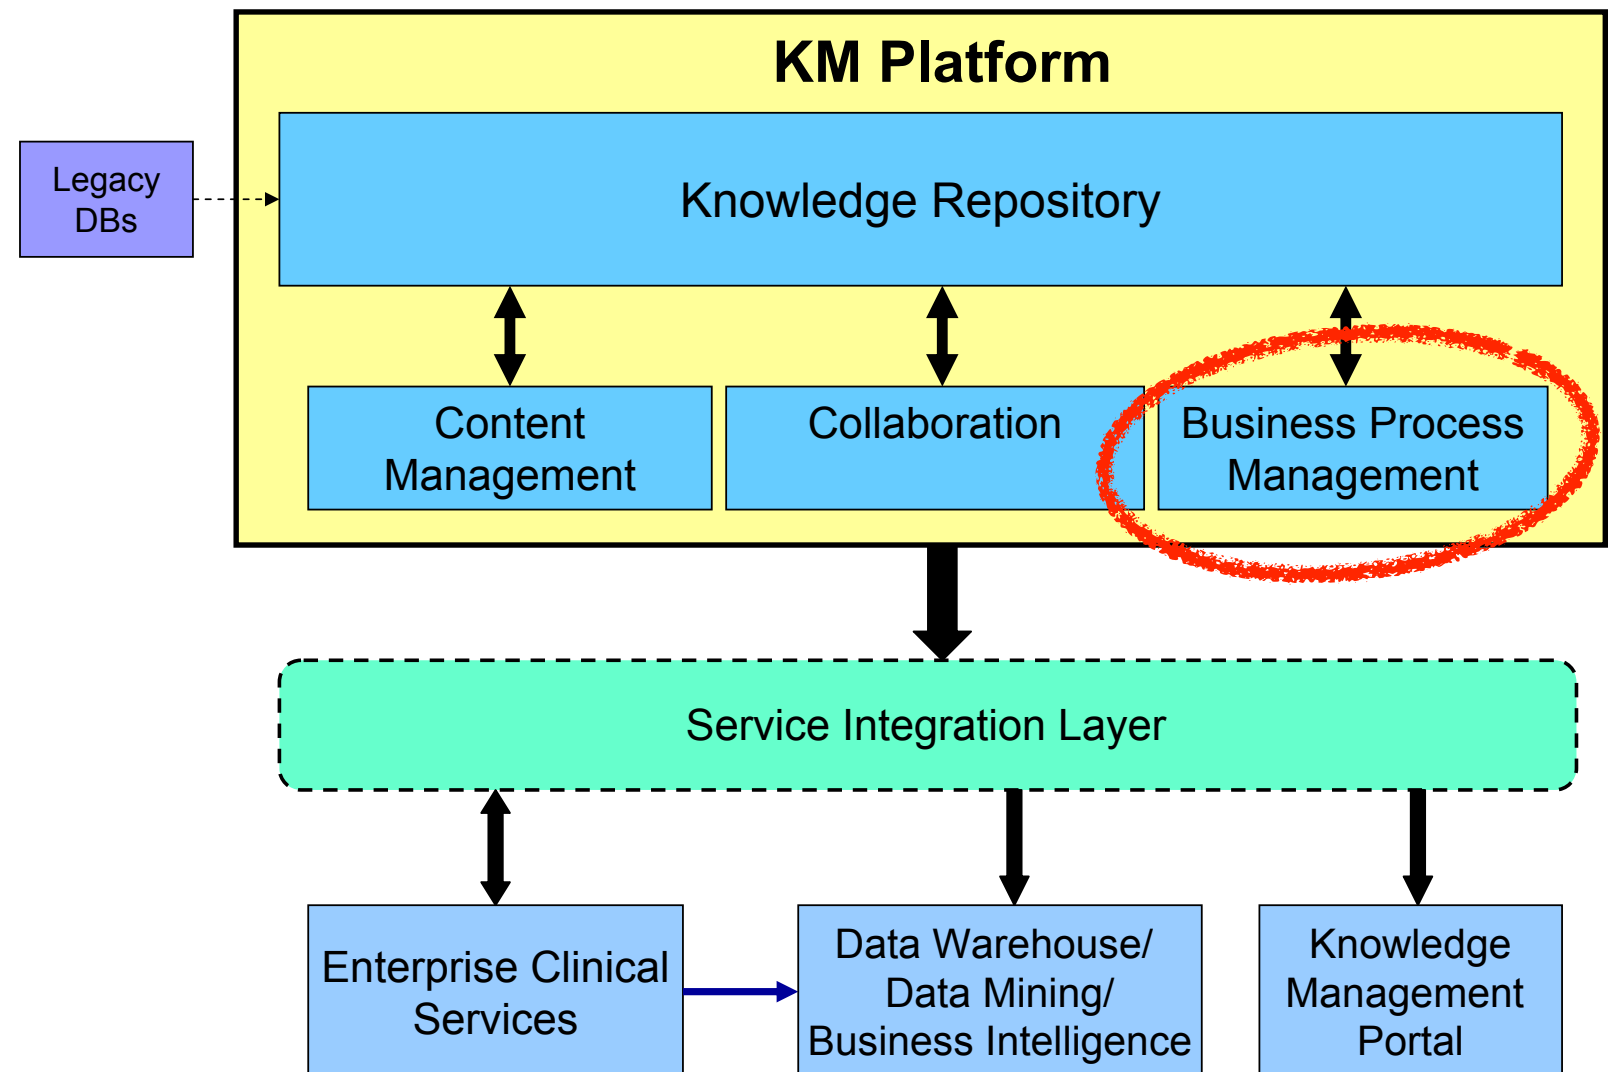 KM Platform
Legacy
DBs
Knowledge Repository
Content
Management
Collaboration
Business Process
Management
Service Integration Layer
Enterprise Clinical
Services
Data Warehouse/
Data Mining/
Business Intelligence
Knowledge
Management
Portal